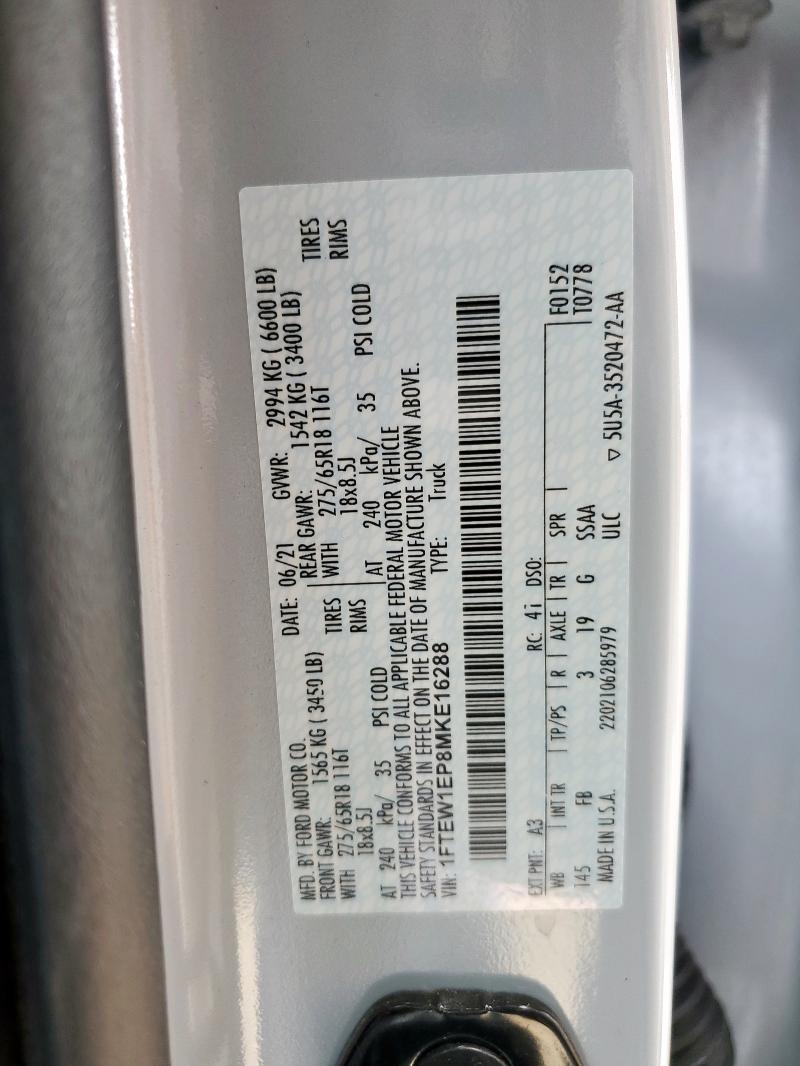 MFD. BY FORD MOTOR CO. DATE: 06/21 GVWR: 2994 KG ( 6600 LB)
FRONT GAWR: 1565 KG ( 3450 LB) REAR GAWR: 1542 KG ( 3400 LB)
WITH 275/65R18 116T TIRES WITH 275/65R18 116T TIRES
18x8.5J RIMS 18x8.5J RIMS
AT 240 kPa/ 35 PSI COLD AT 240 kPa/ 35 PSI COLD
THIS VEHICLE CONFORMS TO ALL APPLICABLE FEDERAL MOTOR VEHICLE
SAFETY STANDARDS IN EFFECT ON THE DATE OF MANUFACTURE SHOWN ABOVE.
VIN: 1FTEW1EP8MKE16288 TYPE: Truck
EXT PNT: A3 RC: 4i DSO:
WB INT TR TP/PS R AXLE TR SPR F0152
145 FB 3 19 G SSAA T0778
MADE IN U.S.A. 2202106285979 ULC ▽ 5U5A-3520472-AA